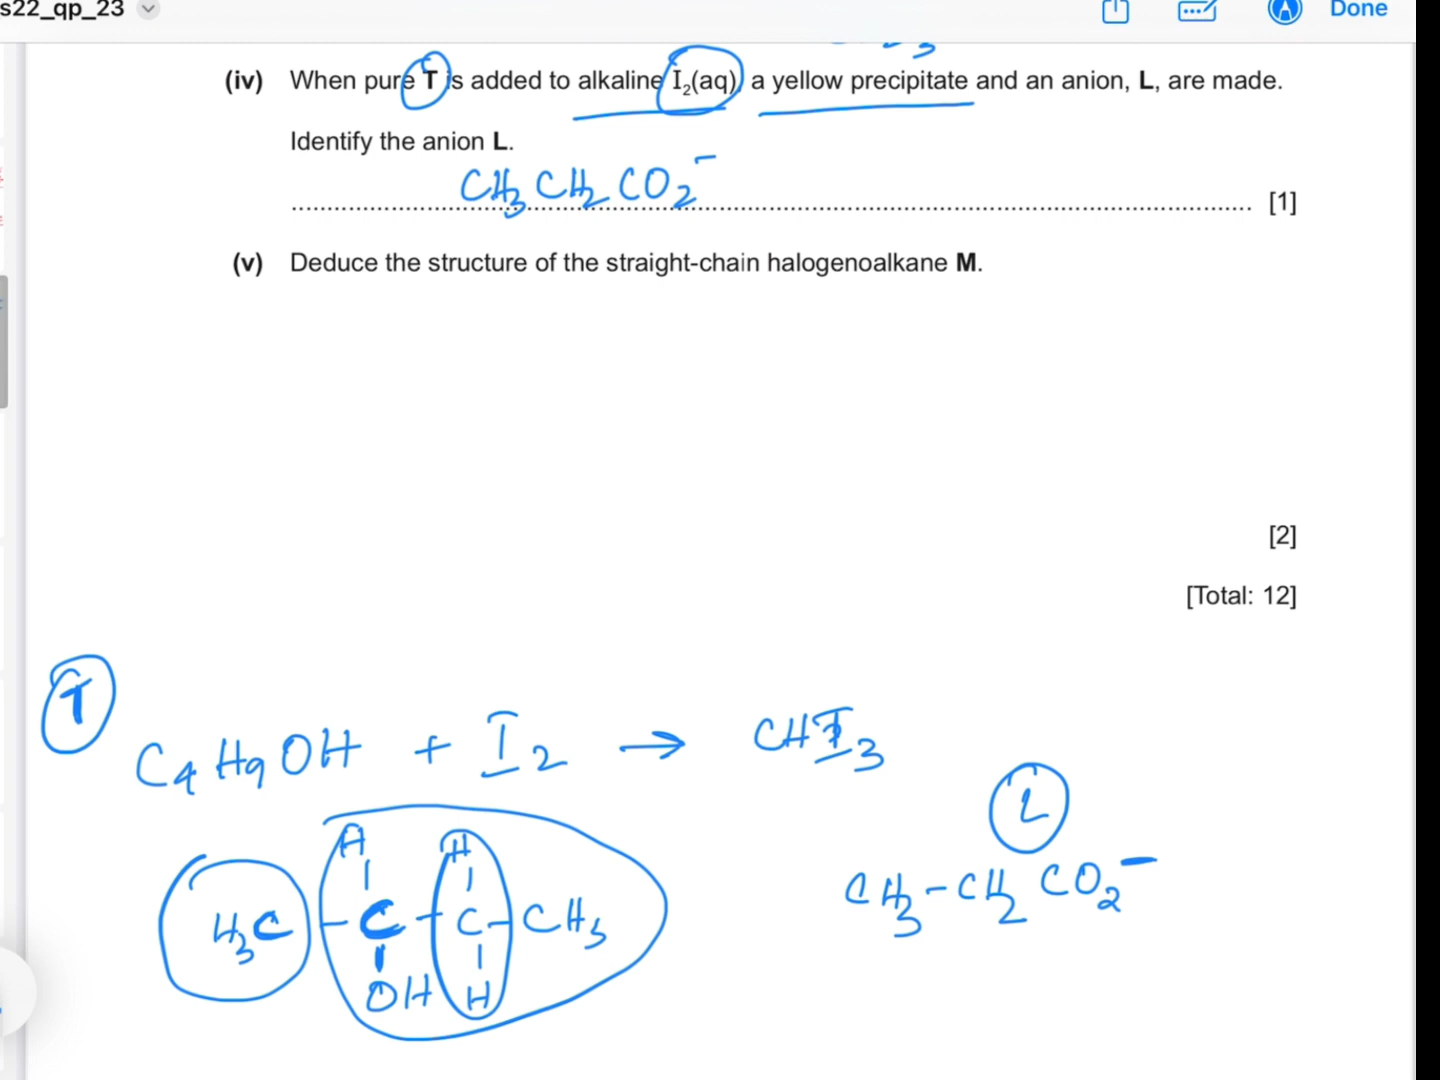 s22_qp_23 Done
(iv) When pure T is added to alkaline I₂(aq), a yellow precipitate and an anion, L, are made.
Identify the anion L.
CH₃CH₂CO₂⁻ [1]
(v) Deduce the structure of the straight-chain halogenoalkane M.
[2]
[Total: 12]
T
C₄H₉OH + I₂ → CHI₃
L
H H
H₃C - C - C - CH₃
OH H
CH₃-CH₂CO₂⁻